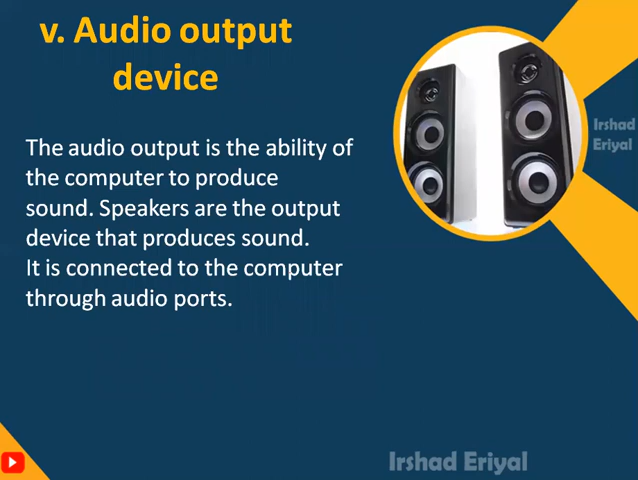 v. Audio output
device
The audio output is the ability of
the computer to produce
sound. Speakers are the output
device that produces sound.
It is connected to the computer
through audio ports.
Irshad
Eriyal
Irshad Eriyal